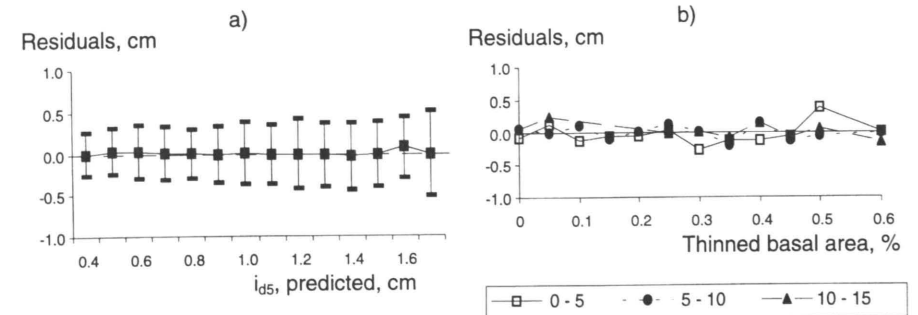 a)
Residuals, cm
1.0
0.5
0.0
-0.5
-1.0
0.4 0.6 0.8 1.0 1.2 1.4 1.6
id5, predicted, cm
b)
Residuals, cm
1.0
0.5
0.0
-0.5
-1.0
0 0.1 0.2 0.3 0.4 0.5 0.6
Thinned basal area, %
0 - 5 5 - 10 10 - 15